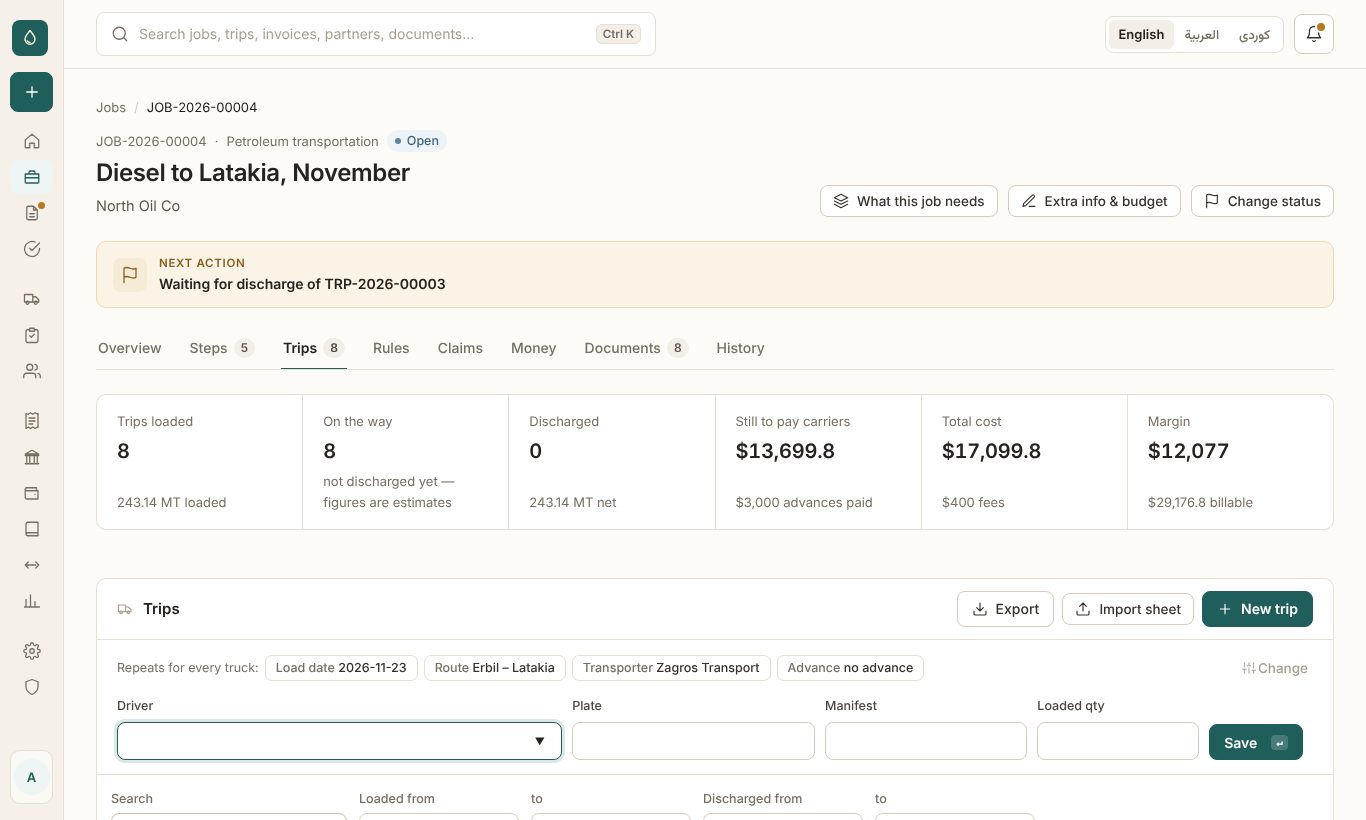 Search jobs, trips, invoices, partners, documents...
Ctrl K
English
العربية
كوردی
Jobs / JOB-2026-00004
JOB-2026-00004 · Petroleum transportation
Open
Diesel to Latakia, November
North Oil Co
What this job needs
Extra info & budget
Change status
NEXT ACTION
Waiting for discharge of TRP-2026-00003
Overview
Steps 5
Trips 8
Rules
Claims
Money
Documents 8
History
Trips loaded
8
243.14 MT loaded
On the way
8
not discharged yet —
figures are estimates
Discharged
0
243.14 MT net
Still to pay carriers
$13,699.8
$3,000 advances paid
Total cost
$17,099.8
$400 fees
Margin
$12,077
$29,176.8 billable
Trips
Export
Import sheet
New trip
Repeats for every truck:
Load date 2026-11-23
Route Erbil – Latakia
Transporter Zagros Transport
Advance no advance
Change
Driver
Plate
Manifest
Loaded qty
Save
Search
Loaded from
to
Discharged from
to
A